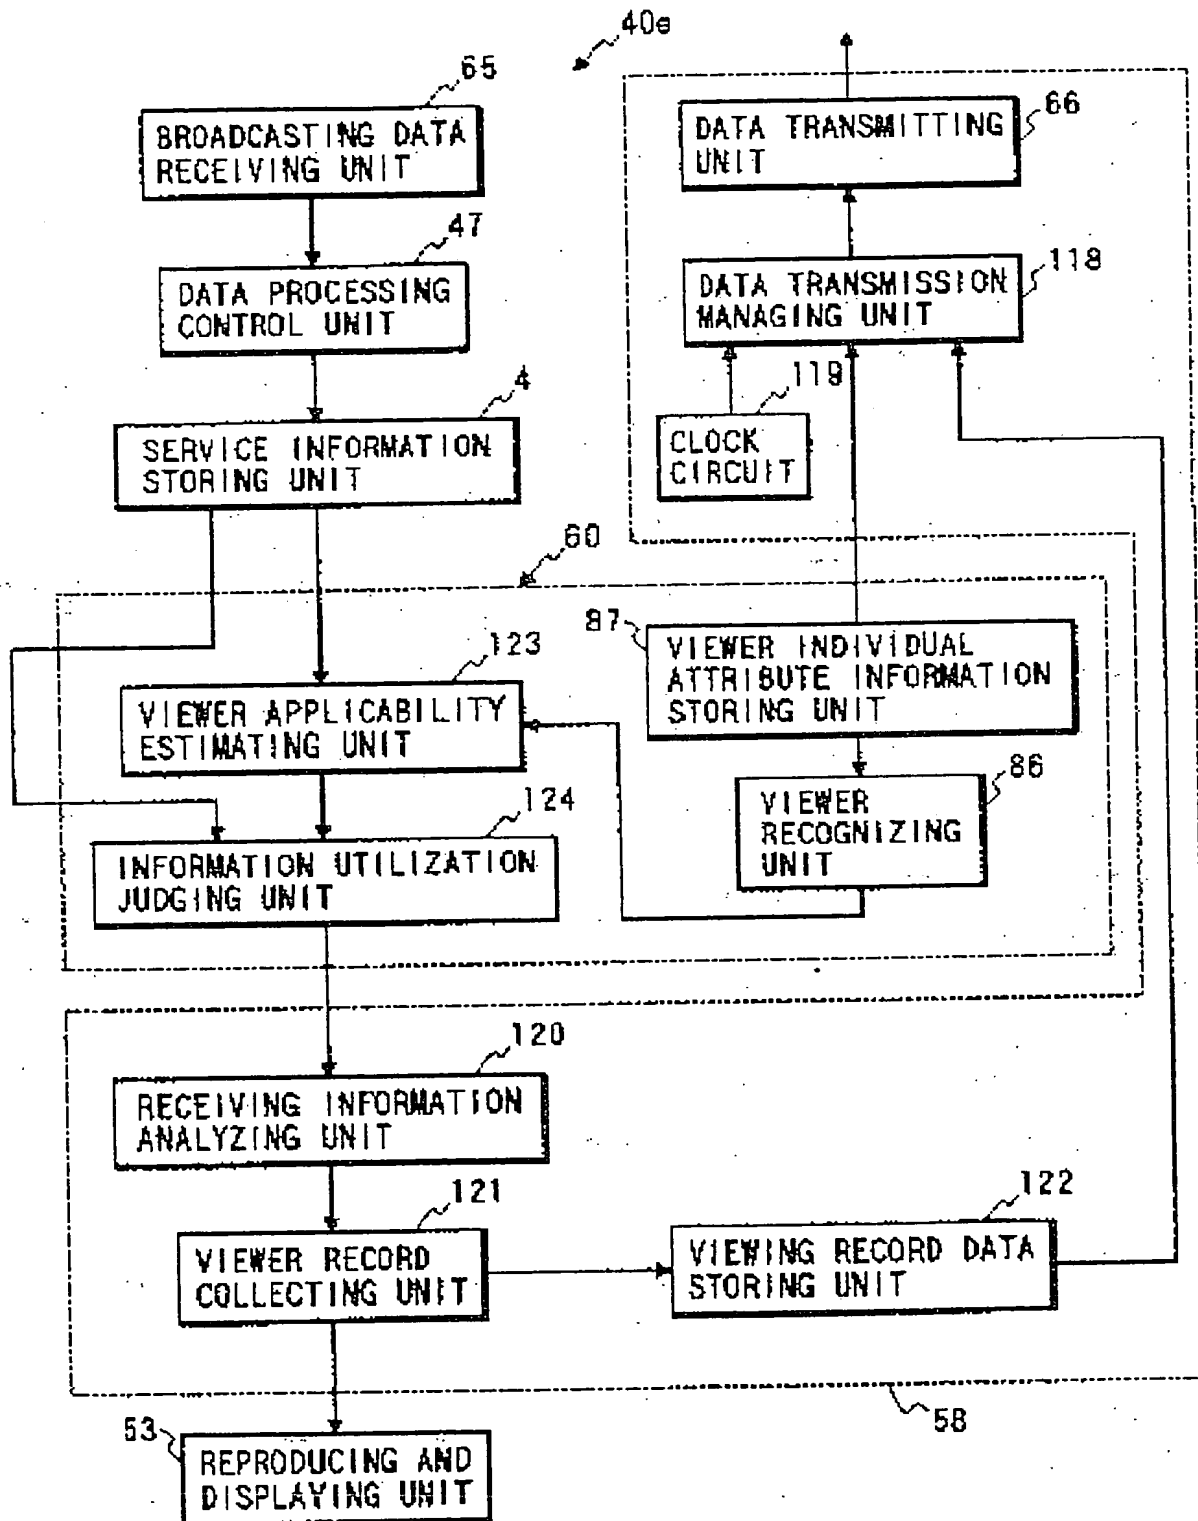 40e
65
BROADCASTING DATA
RECEIVING UNIT
47
DATA PROCESSING
CONTROL UNIT
4
SERVICE INFORMATION
STORING UNIT
66
DATA TRANSMITTING
UNIT
118
DATA TRANSMISSION
MANAGING UNIT
119
CLOCK
CIRCUIT
60
87
VIEWER INDIVIDUAL
ATTRIBUTE INFORMATION
STORING UNIT
123
VIEWER APPLICABILITY
ESTIMATING UNIT
86
VIEWER
RECOGNIZING
UNIT
124
INFORMATION UTILIZATION
JUDGING UNIT
120
RECEIVING INFORMATION
ANALYZING UNIT
121
VIEWER RECORD
COLLECTING UNIT
122
VIEWING RECORD DATA
STORING UNIT
58
53
REPRODUCING AND
DISPLAYING UNIT